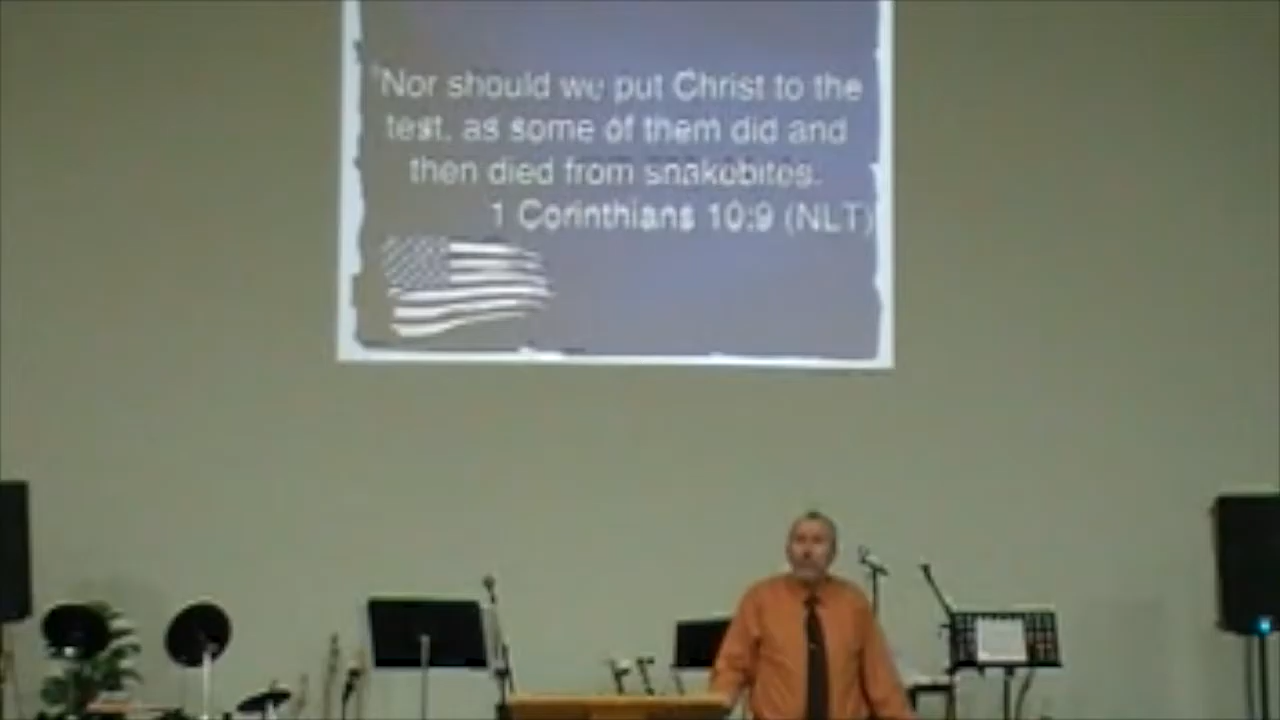 Nor should we put Christ to the
test, as some of them did and
then died from snakebites.
1 Corinthians 10:9 (NLT)